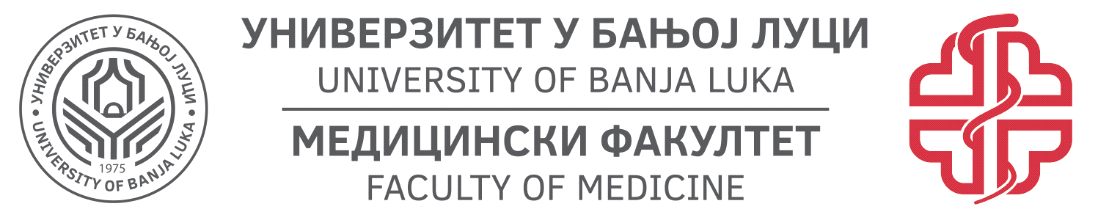 УНИВЕРЗИТЕТ У БАЊОЈ ЛУЦИ
UNIVERSITY OF BANJA LUKA
1975
УНИВЕРЗИТЕТ У БАЊОЈ ЛУЦИ
UNIVERSITY OF BANJA LUKA
МЕДИЦИНСКИ ФАКУЛТЕТ
FACULTY OF MEDICINE